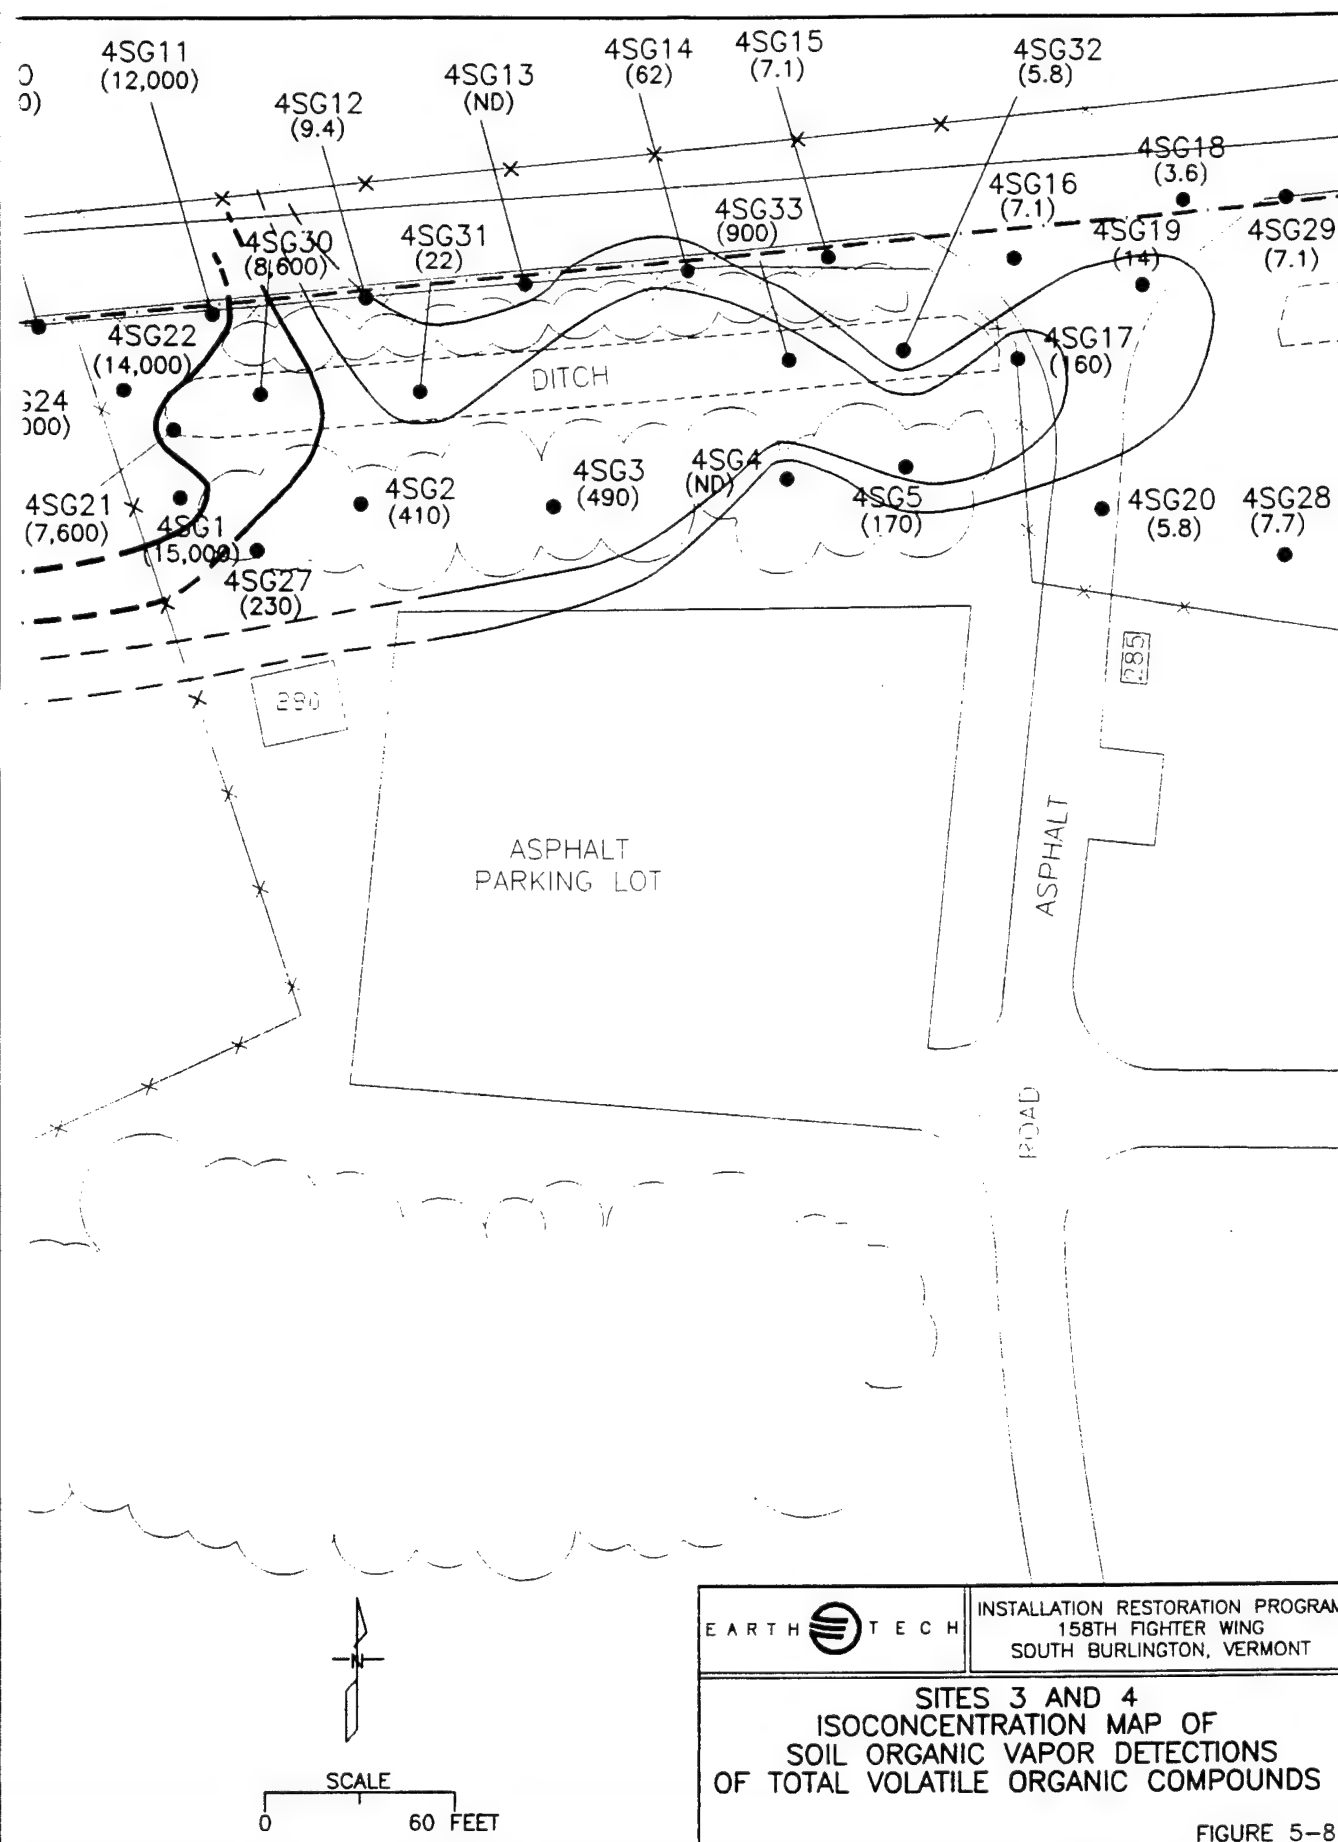 4SG11
(12,000)
4SG12
(9.4)
4SG13
(ND)
4SG14
(62)
4SG15
(7.1)
4SG32
(5.8)
4SG18
(3.6)
4SG16
(7.1)
4SG33
(900)
4SG30
(8,600)
4SG31
(22)
4SG19
(14)
4SG29
(7.1)
4SG22
(14,000)
4SG17
(160)
DITCH
4SG21
(7,600)
4SG1
(15,000)
4SG2
(410)
4SG3
(490)
4SG4
(ND)
4SG5
(170)
4SG20
(5.8)
4SG28
(7.7)
4SG27
(230)
285
290
ASPHALT
PARKING LOT
ASPHALT
ROAD
N
SCALE
0 60 FEET
EARTH TECH
INSTALLATION RESTORATION PROGRAM
158TH FIGHTER WING
SOUTH BURLINGTON, VERMONT
SITES 3 AND 4
ISOCONCENTRATION MAP OF
SOIL ORGANIC VAPOR DETECTIONS
OF TOTAL VOLATILE ORGANIC COMPOUNDS
FIGURE 5-8